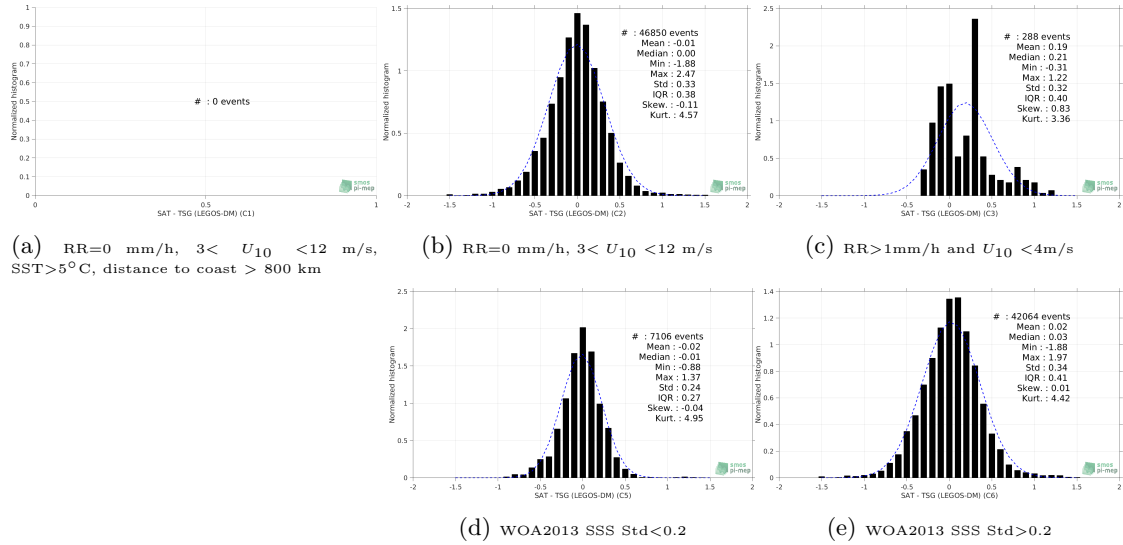 1
0.9
0.8
0.7
0.6
0.5
0.4
0.3
0.2
0.1
0
Normalized histogram
# : 0 events
smos
pi-mep
0 0.5 1
SAT - TSG (LEGOS-DM) (C1)
(a) RR=0 mm/h, 3< U10 <12 m/s,
SST>5°C, distance to coast > 800 km
1.5
1
0.5
0
Normalized histogram
# : 46850 events
Mean : -0.01
Median : 0.00
Min : -1.88
Max : 2.47
Std : 0.33
IQR : 0.38
Skew. : -0.11
Kurt. : 4.57
smos
pi-mep
-2 -1.5 -1 -0.5 0 0.5 1 1.5 2
SAT - TSG (LEGOS-DM) (C2)
(b) RR=0 mm/h, 3< U10 <12 m/s
2.5
2
1.5
1
0.5
0
Normalized histogram
# : 288 events
Mean : 0.19
Median : 0.21
Min : -0.31
Max : 1.22
Std : 0.32
IQR : 0.40
Skew. : 0.83
Kurt. : 3.36
smos
pi-mep
-2 -1.5 -1 -0.5 0 0.5 1 1.5 2
SAT - TSG (LEGOS-DM) (C3)
(c) RR>1mm/h and U10 <4m/s
2.5
2
1.5
1
0.5
0
Normalized histogram
# : 7106 events
Mean : -0.02
Median : -0.01
Min : -0.88
Max : 1.37
Std : 0.24
IQR : 0.27
Skew. : -0.04
Kurt. : 4.95
smos
pi-mep
-2 -1.5 -1 -0.5 0 0.5 1 1.5 2
SAT - TSG (LEGOS-DM) (C5)
(d) WOA2013 SSS Std<0.2
1.4
1.2
1
0.8
0.6
0.4
0.2
0
Normalized histogram
# : 42064 events
Mean : 0.02
Median : 0.03
Min : -1.88
Max : 1.97
Std : 0.34
IQR : 0.41
Skew. : 0.01
Kurt. : 4.42
smos
pi-mep
-2 -1.5 -1 -0.5 0 0.5 1 1.5 2
SAT - TSG (LEGOS-DM) (C6)
(e) WOA2013 SSS Std>0.2